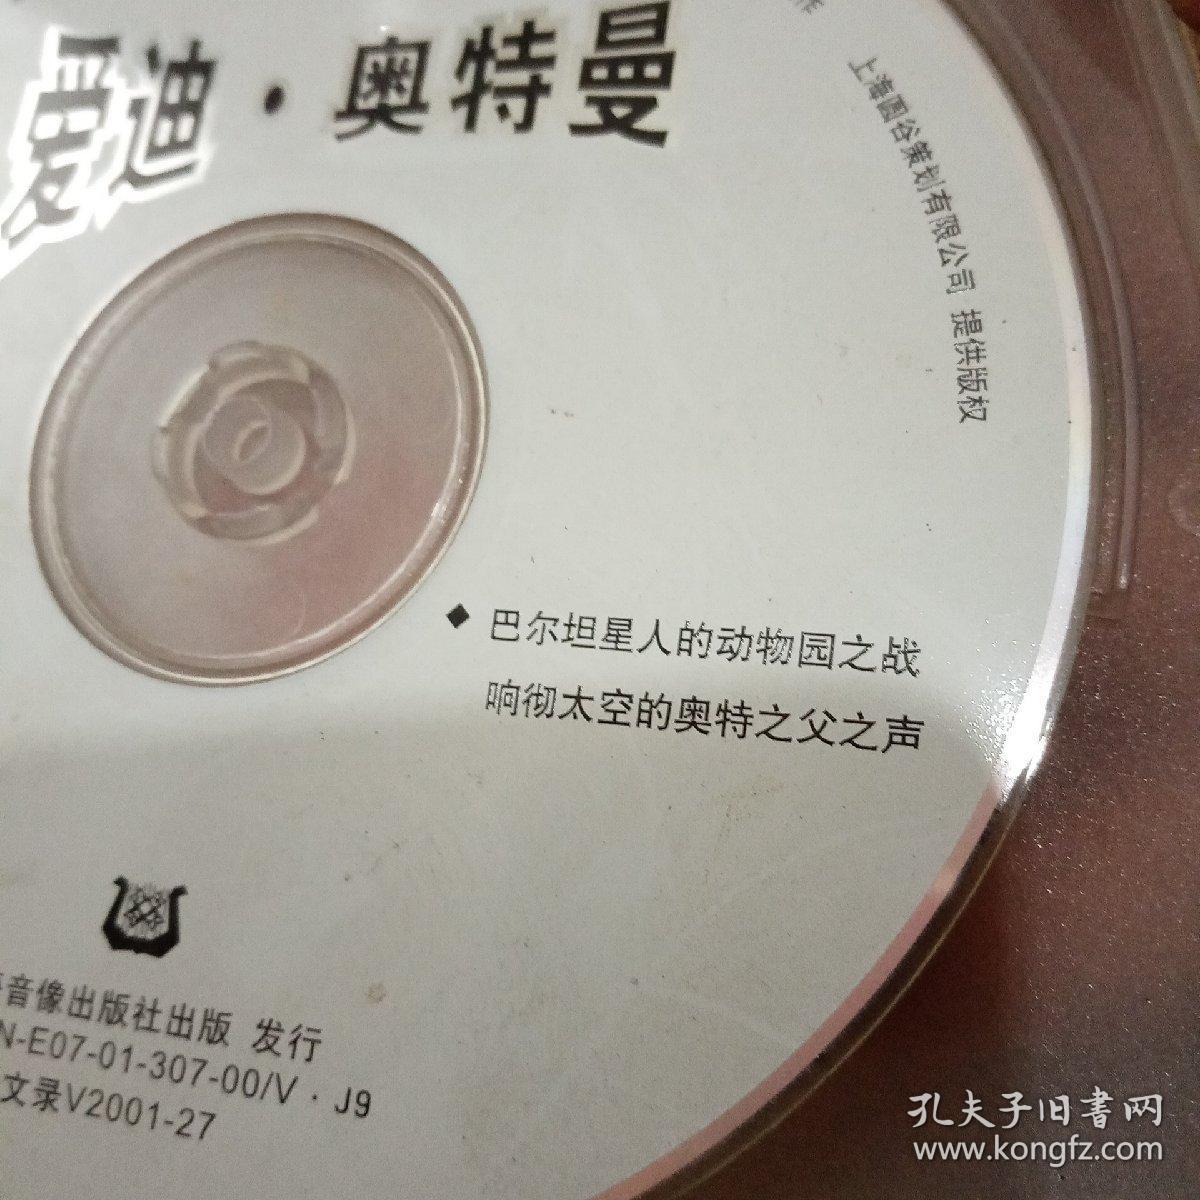 爱迪·奥特曼
作
上海圆谷策划有限公司 提供版权
◆ 巴尔坦星人的动物园之战
响彻太空的奥特之父之声
音像出版社出版 发行
N-E07-01-307-00/V·J9
文录V2001-27
孔夫子旧書网
www.kongfz.com